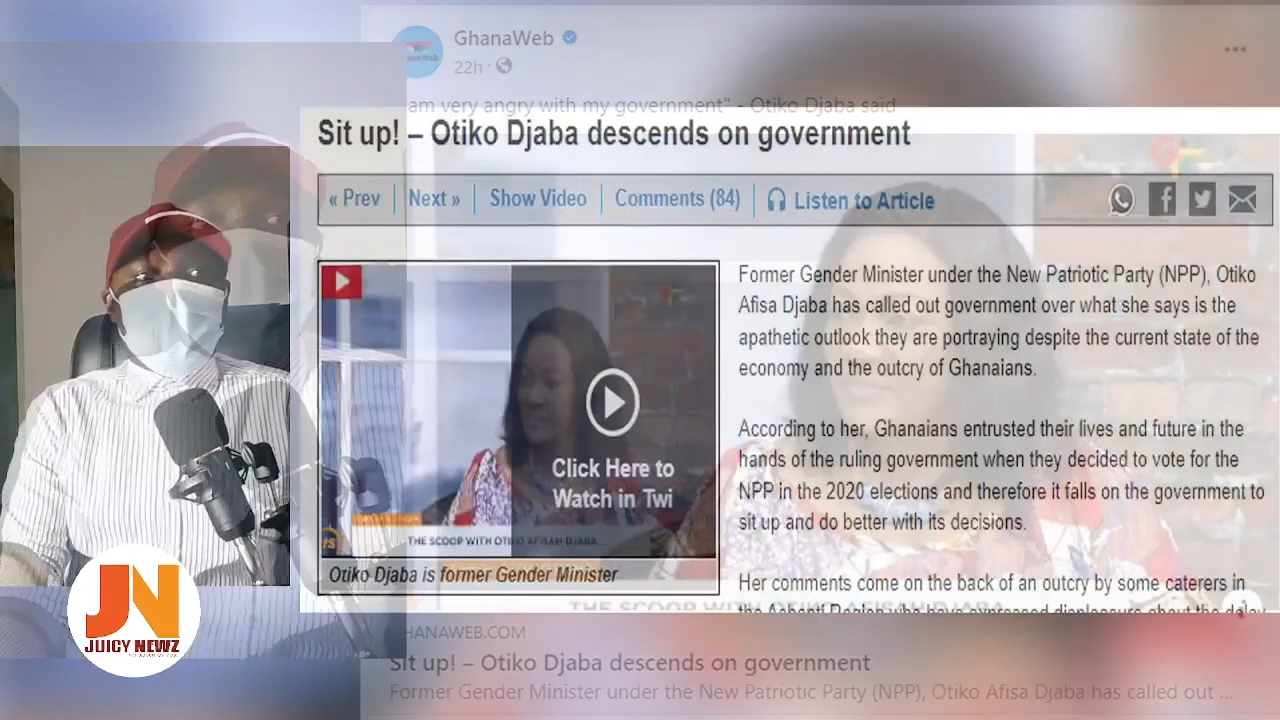 GhanaWeb
22h ·
am very angry with my government" - Otiko Djaba said
Sit up! – Otiko Djaba descends on government
« Prev
Next »
Show Video
Comments (84)
Listen to Article
Former Gender Minister under the New Patriotic Party (NPP), Otiko
Afisa Djaba has called out government over what she says is the
apathetic outlook they are portraying despite the current state of the
economy and the outcry of Ghanaians.
According to her, Ghanaians entrusted their lives and future in the
hands of the ruling government when they decided to vote for the
NPP in the 2020 elections and therefore it falls on the government to
sit up and do better with its decisions.
Her comments come on the back of an outcry by some caterers in
Click Here to
Watch in Twi
THE SCOOP WITH OTIKO AFISAH DJABA
Otiko Djaba is former Gender Minister
THE SCOOP
HANAWEB.COM
Sit up! – Otiko Djaba descends on government
Former Gender Minister under the New Patriotic Party (NPP), Otiko Afisa Djaba has called out ...
JN
JUICY NEWZ